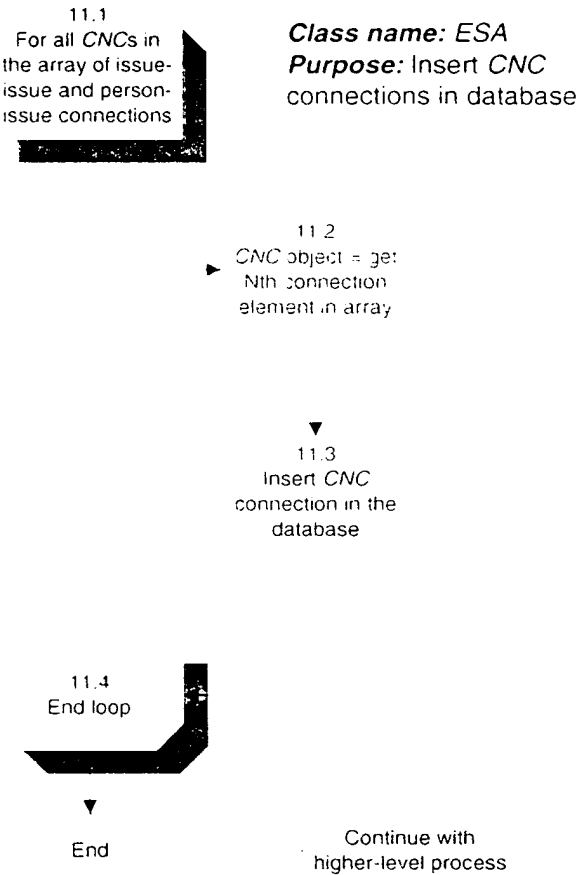 11.1
For all CNCs in
the array of issue-
issue and person-
issue connections
Class name: ESA
Purpose: Insert CNC
connections in database
11.2
CNC object = get
Nth connection
element in array
11.3
Insert CNC
connection in the
database
11.4
End loop
End
Continue with
higher-level process